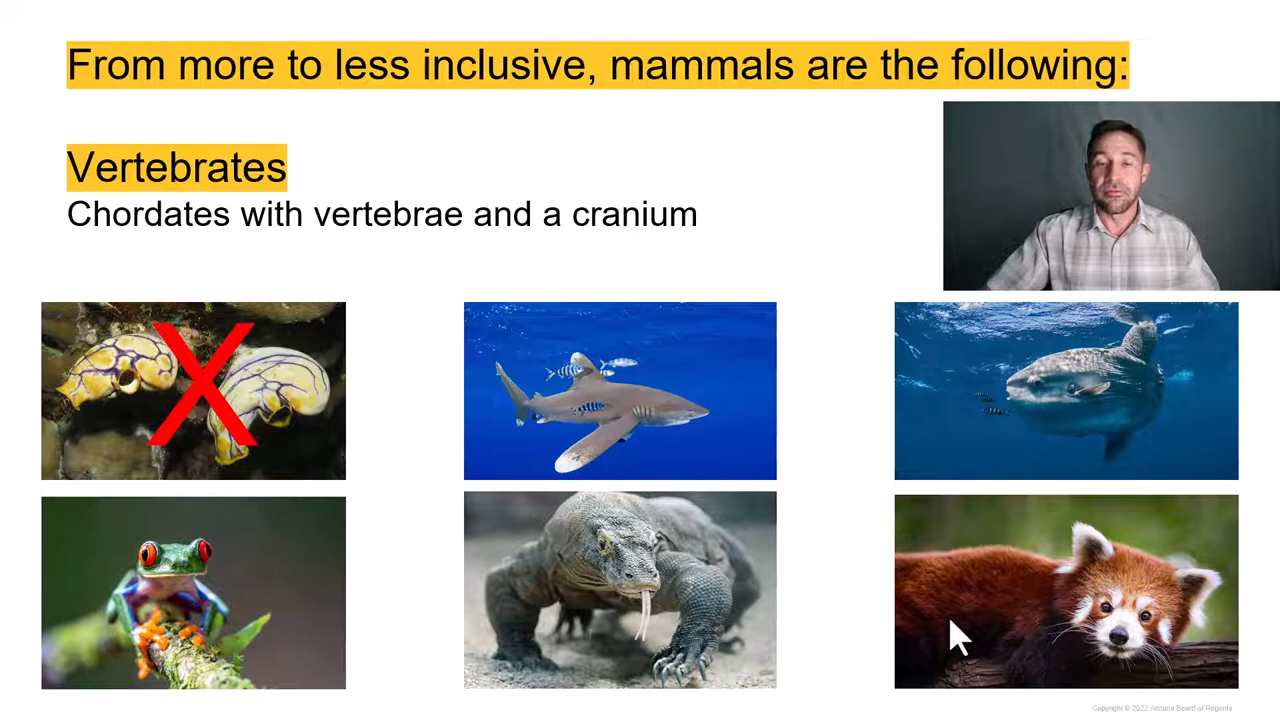 From more to less inclusive, mammals are the following:
Vertebrates
Chordates with vertebrae and a cranium
X
Copyright © 2022 Arizona Board of Regents